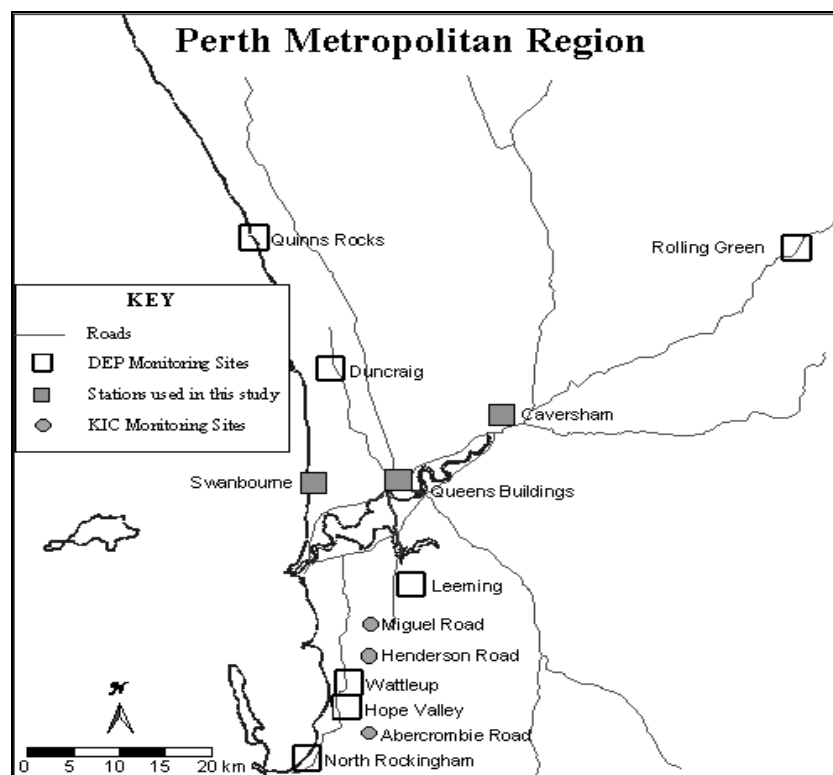 Perth Metropolitan Region
Quinns Rocks
Rolling Green
KEY
Roads
DEP Monitoring Sites
Stations used in this study
KIC Monitoring Sites
Duncraig
Caversham
Swanbourne
Queens Buildings
Leeming
Miguel Road
Henderson Road
Wattleup
Hope Valley
Abercrombie Road
North Rockingham
N
0 5 10 15 20 km